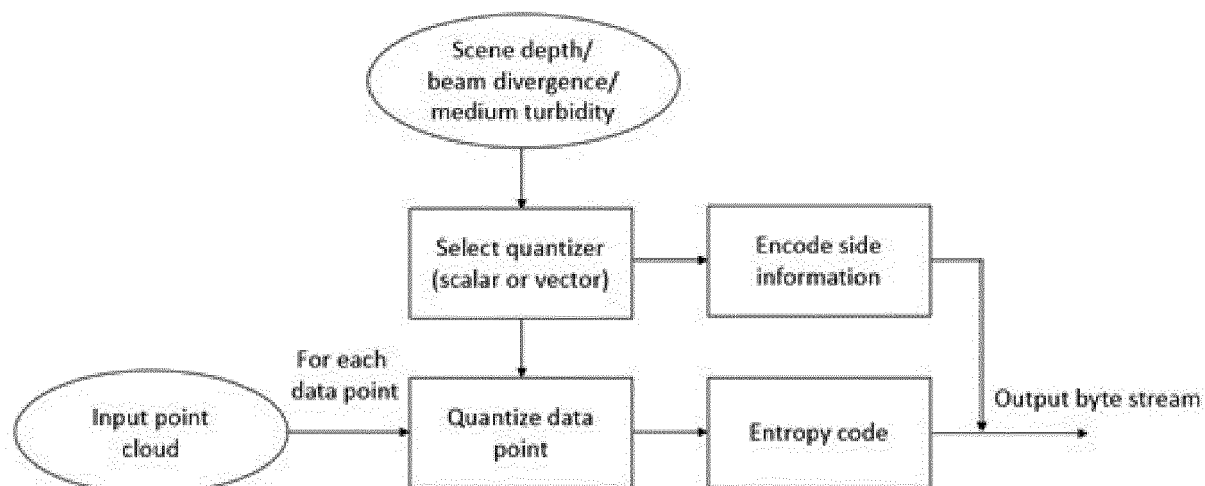 Scene depth/
beam divergence/
medium turbidity
Select quantizer
(scalar or vector)
Encode side
information
For each
data point
Input point
cloud
Quantize data
point
Entropy code
Output byte stream